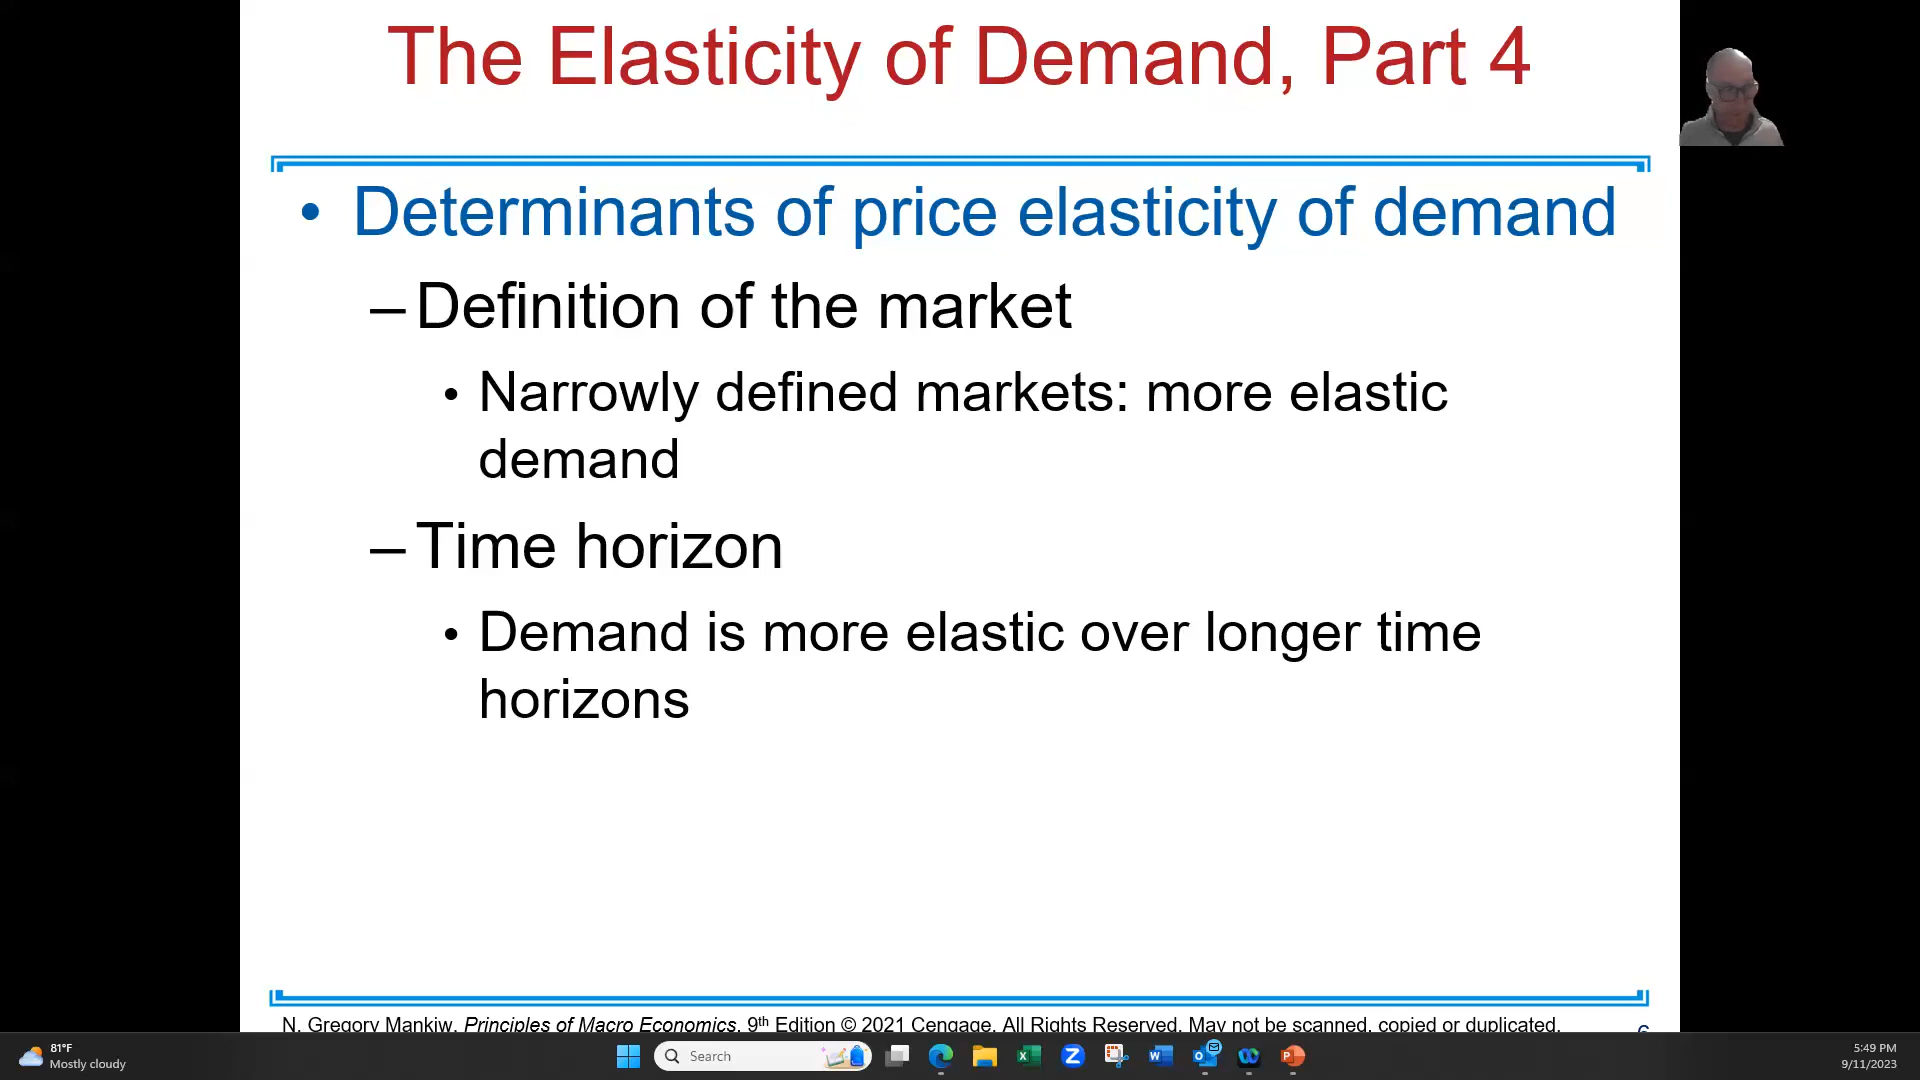 The Elasticity of Demand, Part 4
• Determinants of price elasticity of demand
– Definition of the market
• Narrowly defined markets: more elastic
demand
– Time horizon
• Demand is more elastic over longer time
horizons
N. Gregory Mankiw, Principles of Macro Economics, 9th Edition © 2021 Cengage. All Rights Reserved. May not be scanned, copied or duplicated.
81°F
Mostly cloudy
Search
5:49 PM
9/11/2023